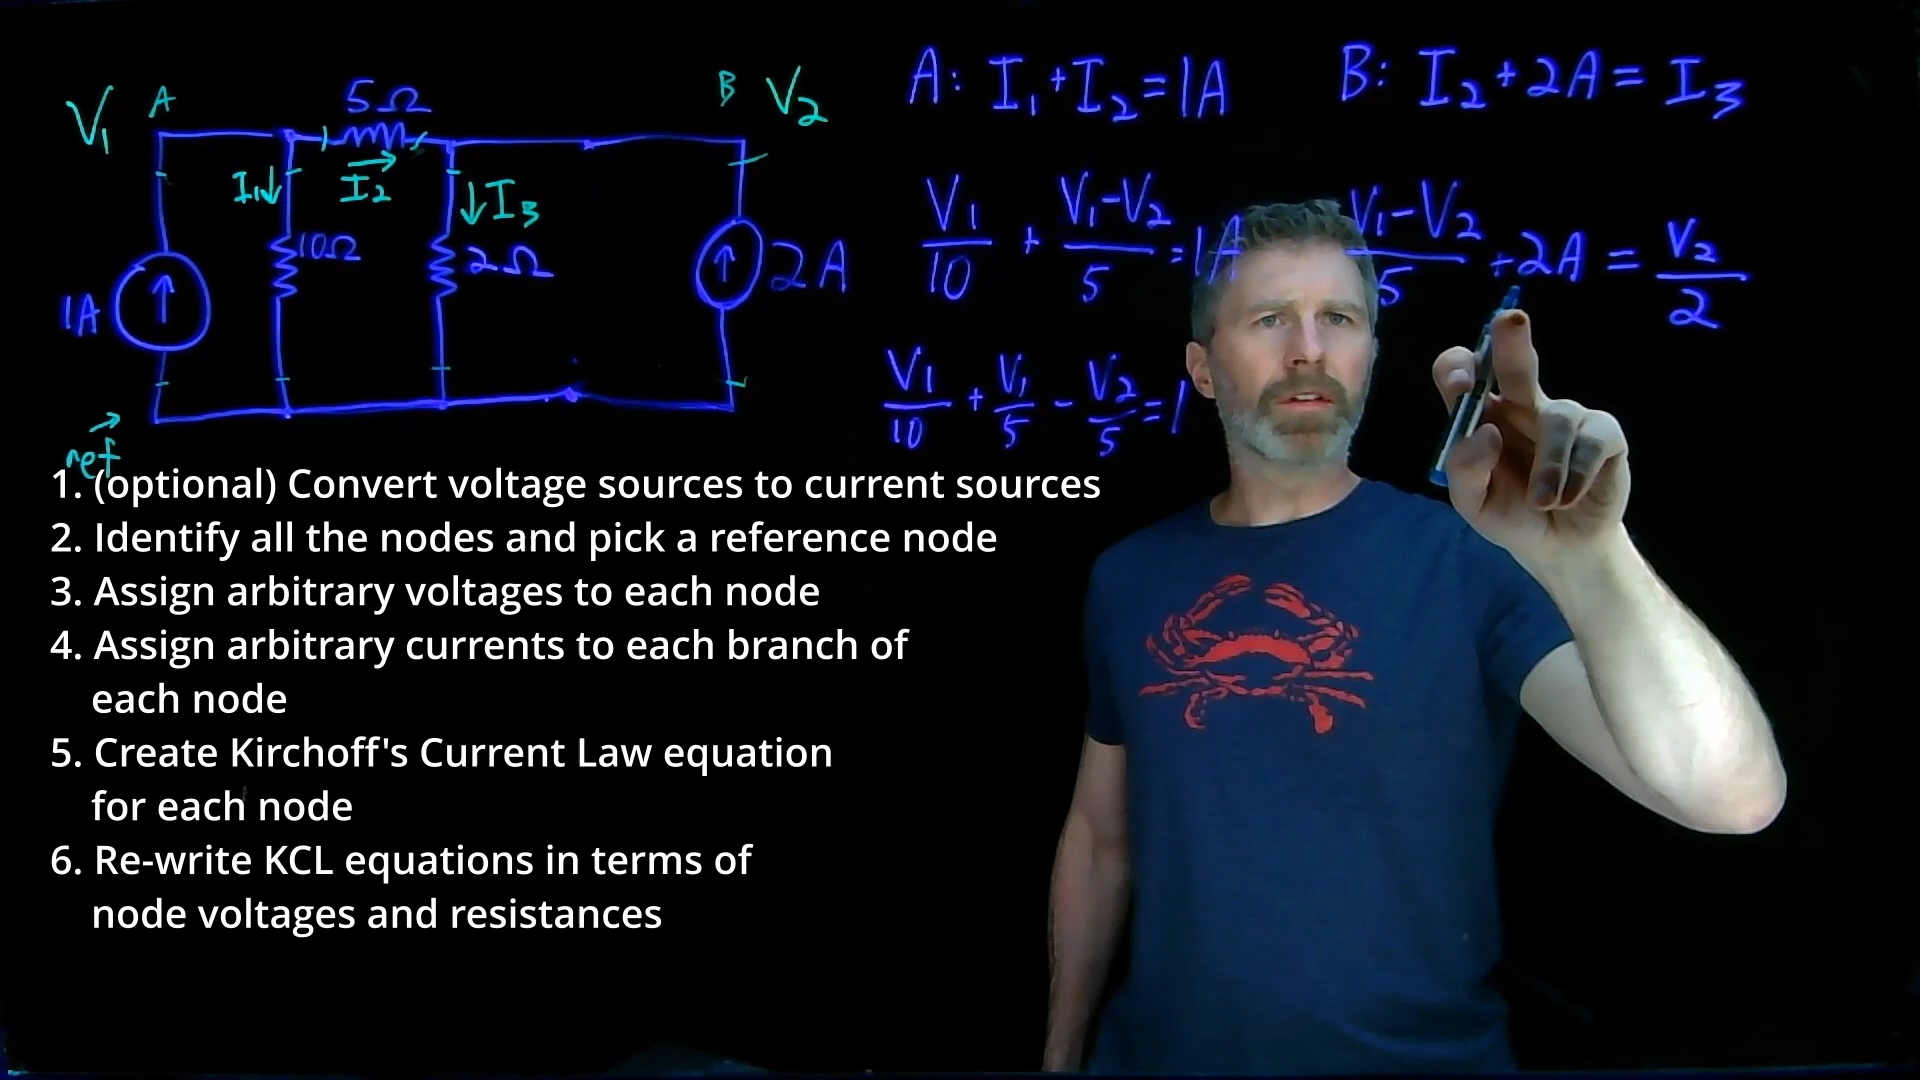 V₁ A 5Ω B V₂
I₁↓ I₂ → ↓I₃
10Ω 2Ω
1A ↑ ↑ 2A
ref
A: I₁+I₂=1A
V₁/10 + (V₁-V₂)/5 =1A
V₁/10 + V₁/5 - V₂/5 =1
B: I₂+2A= I₃
(V₁-V₂)/5 +2A = V₂/2
1. (optional) Convert voltage sources to current sources
2. Identify all the nodes and pick a reference node
3. Assign arbitrary voltages to each node
4. Assign arbitrary currents to each branch of
each node
5. Create Kirchoff's Current Law equation
for each node
6. Re-write KCL equations in terms of
node voltages and resistances